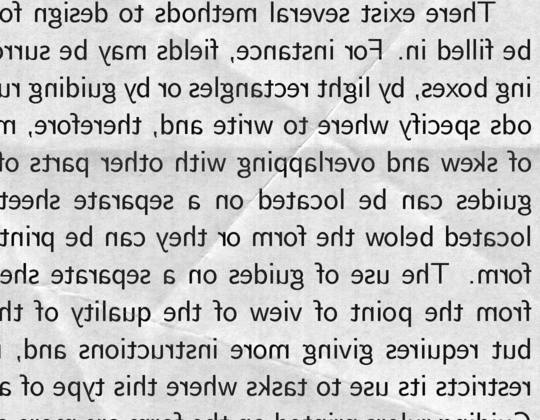 There exist several methods to design fo
be filled in. For instance, fields may be surr
ing boxes, by light rectangles or by guiding ru
ods specify where to write and, therefore, m
of skew and overlapping with other parts of
guides can be located on a separate sheet
located below the form or they can be print
form. The use of guides on a separate she
from the point of view of the quality of th
but requires giving more instructions and,
restricts its use to tasks where this type of a